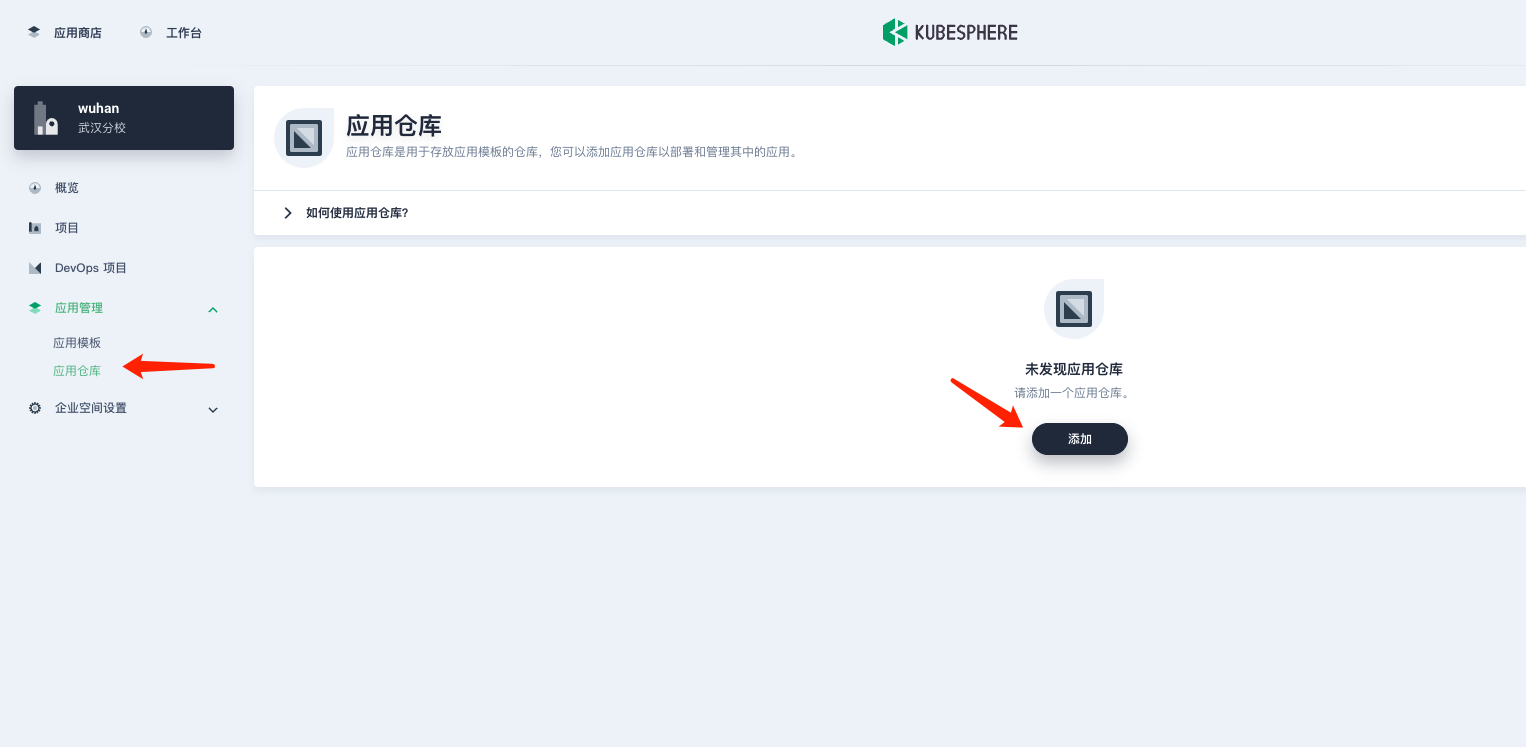 应用商店
工作台
KUBESPHERE
wuhan
武汉分校
概览
项目
DevOps 项目
应用管理
应用模板
应用仓库
企业空间设置
应用仓库
应用仓库是用于存放应用模板的仓库，您可以添加应用仓库以部署和管理其中的应用。
如何使用应用仓库?
未发现应用仓库
请添加一个应用仓库。
添加